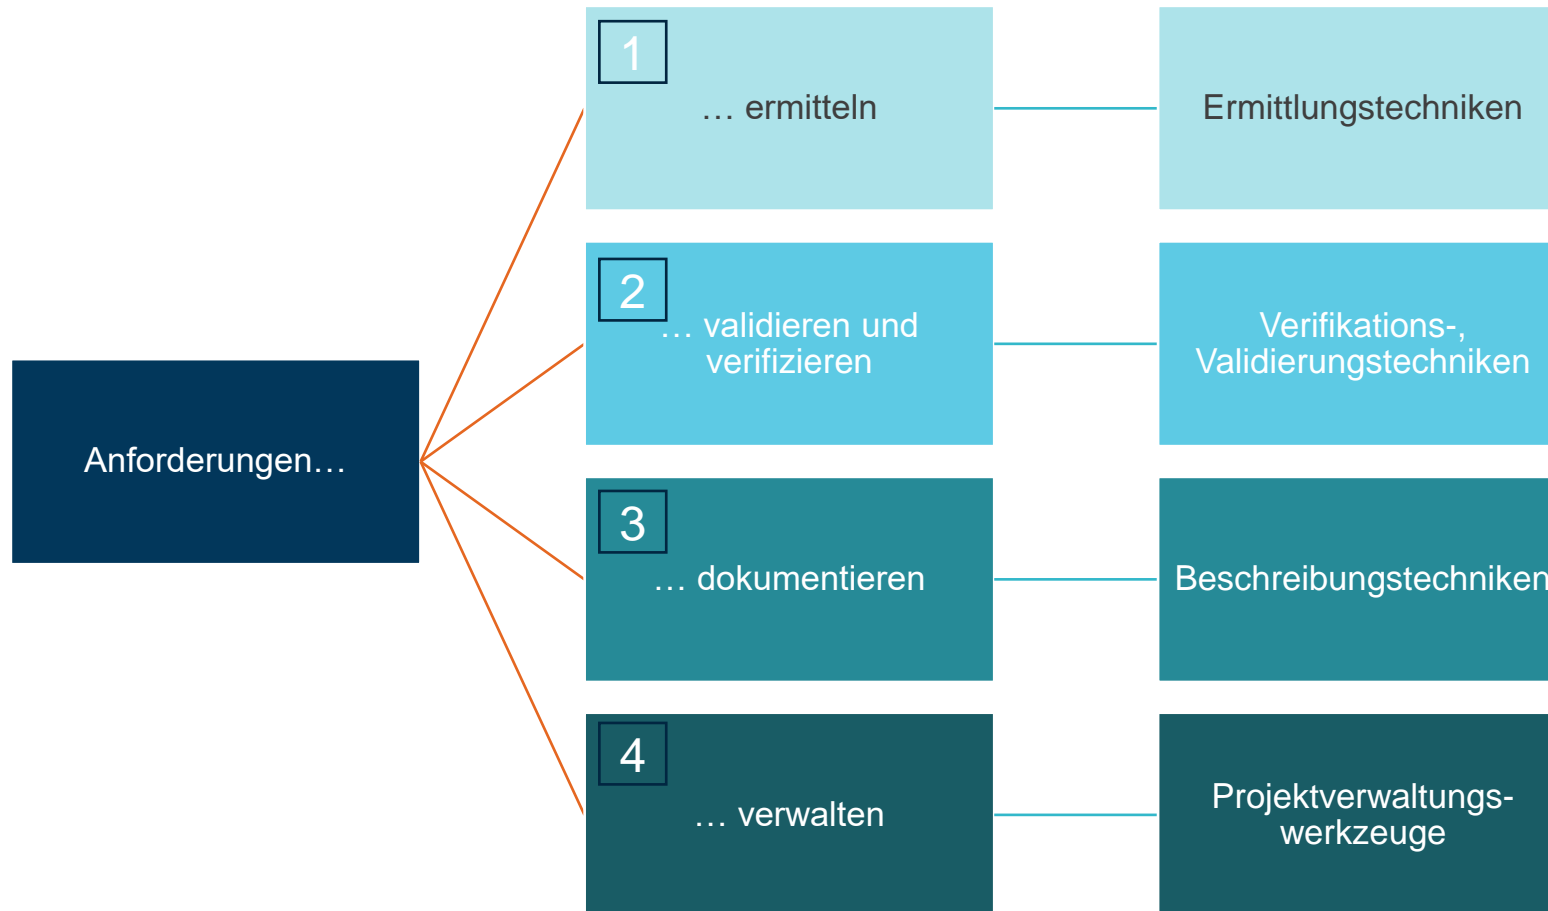 1
… ermitteln
Ermittlungstechniken
2
… validieren und
verifizieren
Verifikations-,
Validierungstechniken
Anforderungen…
3
… dokumentieren
Beschreibungstechniken
4
… verwalten
Projektverwaltungs-
werkzeuge